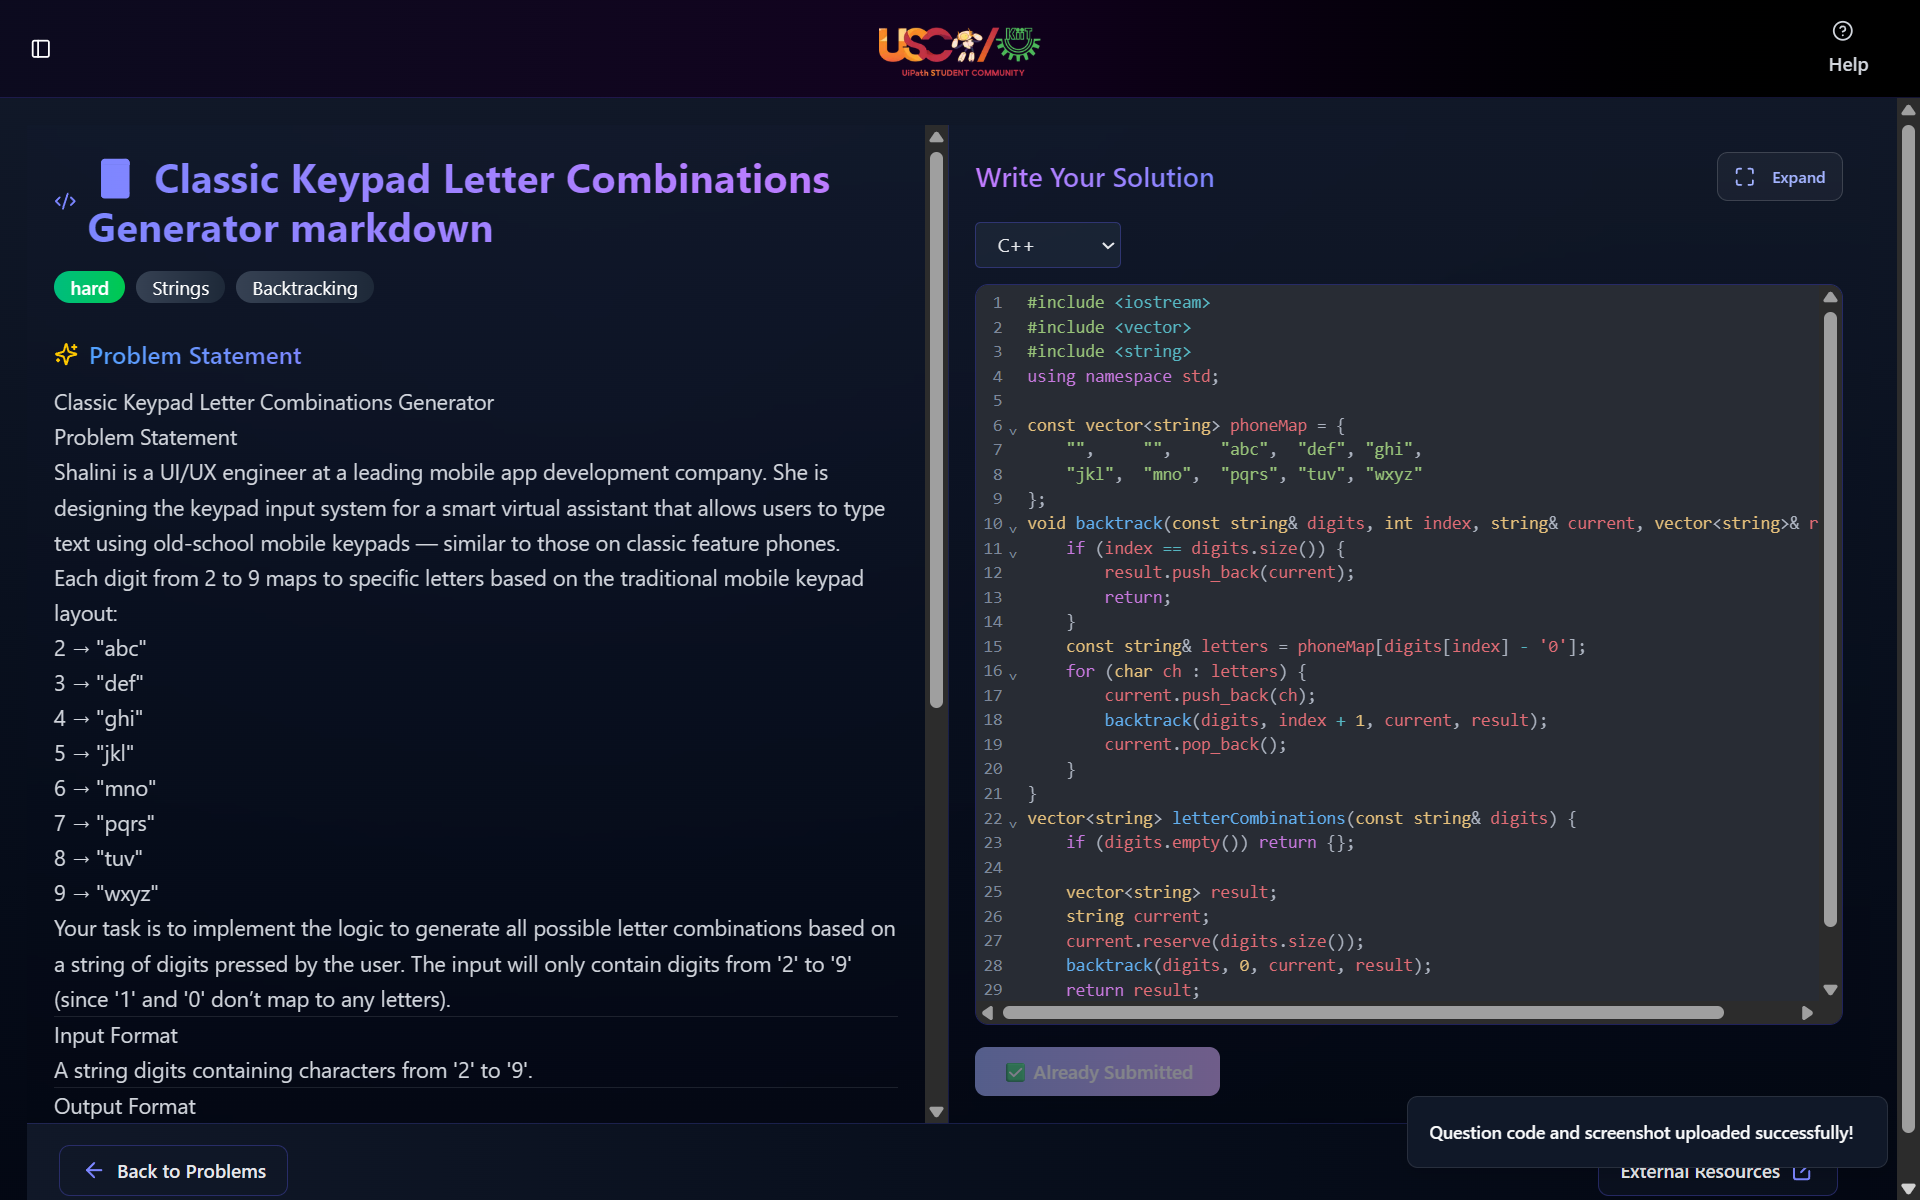 USC/KIIT
UiPath STUDENT COMMUNITY
Help
</> Classic Keypad Letter Combinations
Generator markdown
hard Strings Backtracking
Problem Statement
Classic Keypad Letter Combinations Generator
Problem Statement
Shalini is a UI/UX engineer at a leading mobile app development company. She is
designing the keypad input system for a smart virtual assistant that allows users to type
text using old-school mobile keypads — similar to those on classic feature phones.
Each digit from 2 to 9 maps to specific letters based on the traditional mobile keypad
layout:
2 → "abc"
3 → "def"
4 → "ghi"
5 → "jkl"
6 → "mno"
7 → "pqrs"
8 → "tuv"
9 → "wxyz"
Your task is to implement the logic to generate all possible letter combinations based on
a string of digits pressed by the user. The input will only contain digits from '2' to '9'
(since '1' and '0' don’t map to any letters).
Input Format
A string digits containing characters from '2' to '9'.
Output Format
Back to Problems
Write Your Solution
Expand
C++
1 #include <iostream>
2 #include <vector>
3 #include <string>
4 using namespace std;
5
6 const vector<string> phoneMap = {
7     "",     "",     "abc",  "def", "ghi",
8     "jkl",  "mno",   "pqrs", "tuv", "wxyz"
9 };
10 void backtrack(const string& digits, int index, string& current, vector<string>& r
11     if (index == digits.size()) {
12         result.push_back(current);
13         return;
14     }
15     const string& letters = phoneMap[digits[index] - '0'];
16     for (char ch : letters) {
17         current.push_back(ch);
18         backtrack(digits, index + 1, current, result);
19         current.pop_back();
20     }
21 }
22 vector<string> letterCombinations(const string& digits) {
23     if (digits.empty()) return {};
24
25     vector<string> result;
26     string current;
27     current.reserve(digits.size());
28     backtrack(digits, 0, current, result);
29     return result;
✅ Already Submitted
Question code and screenshot uploaded successfully!
External Resources